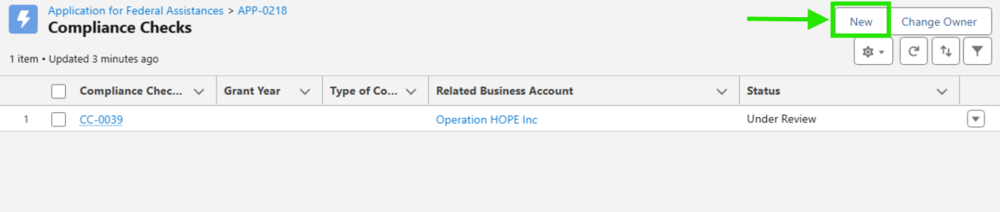 Application for Federal Assistances > APP-0218
Compliance Checks
New
Change Owner
1 item • Updated 3 minutes ago
Compliance Chec... Grant Year Type of Co... Related Business Account Status
1 CC-0039 Operation HOPE Inc Under Review